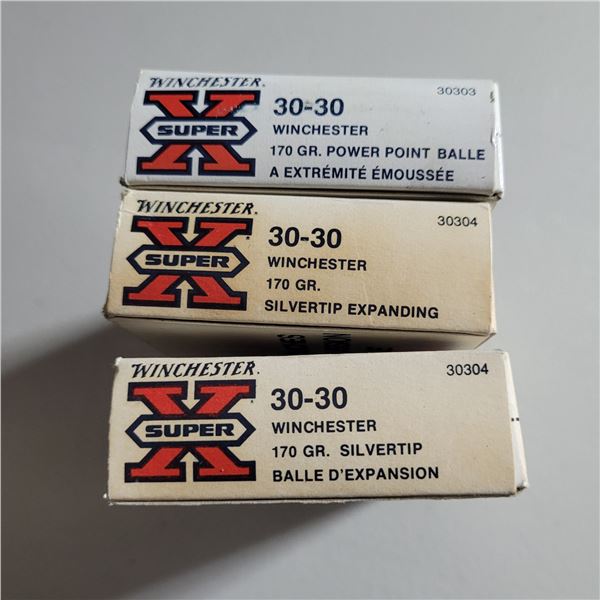 WINCHESTER.
30303
X
SUPER
30-30
WINCHESTER
170 GR. POWER POINT BALLE
A EXTRÉMITÉ ÉMOUSSÉE
WINCHESTER.
30304
X
SUPER
30-30
WINCHESTER
170 GR.
SILVERTIP EXPANDING
WINCHESTER.
30304
X
SUPER
30-30
WINCHESTER
170 GR. SILVERTIP
BALLE D'EXPANSION